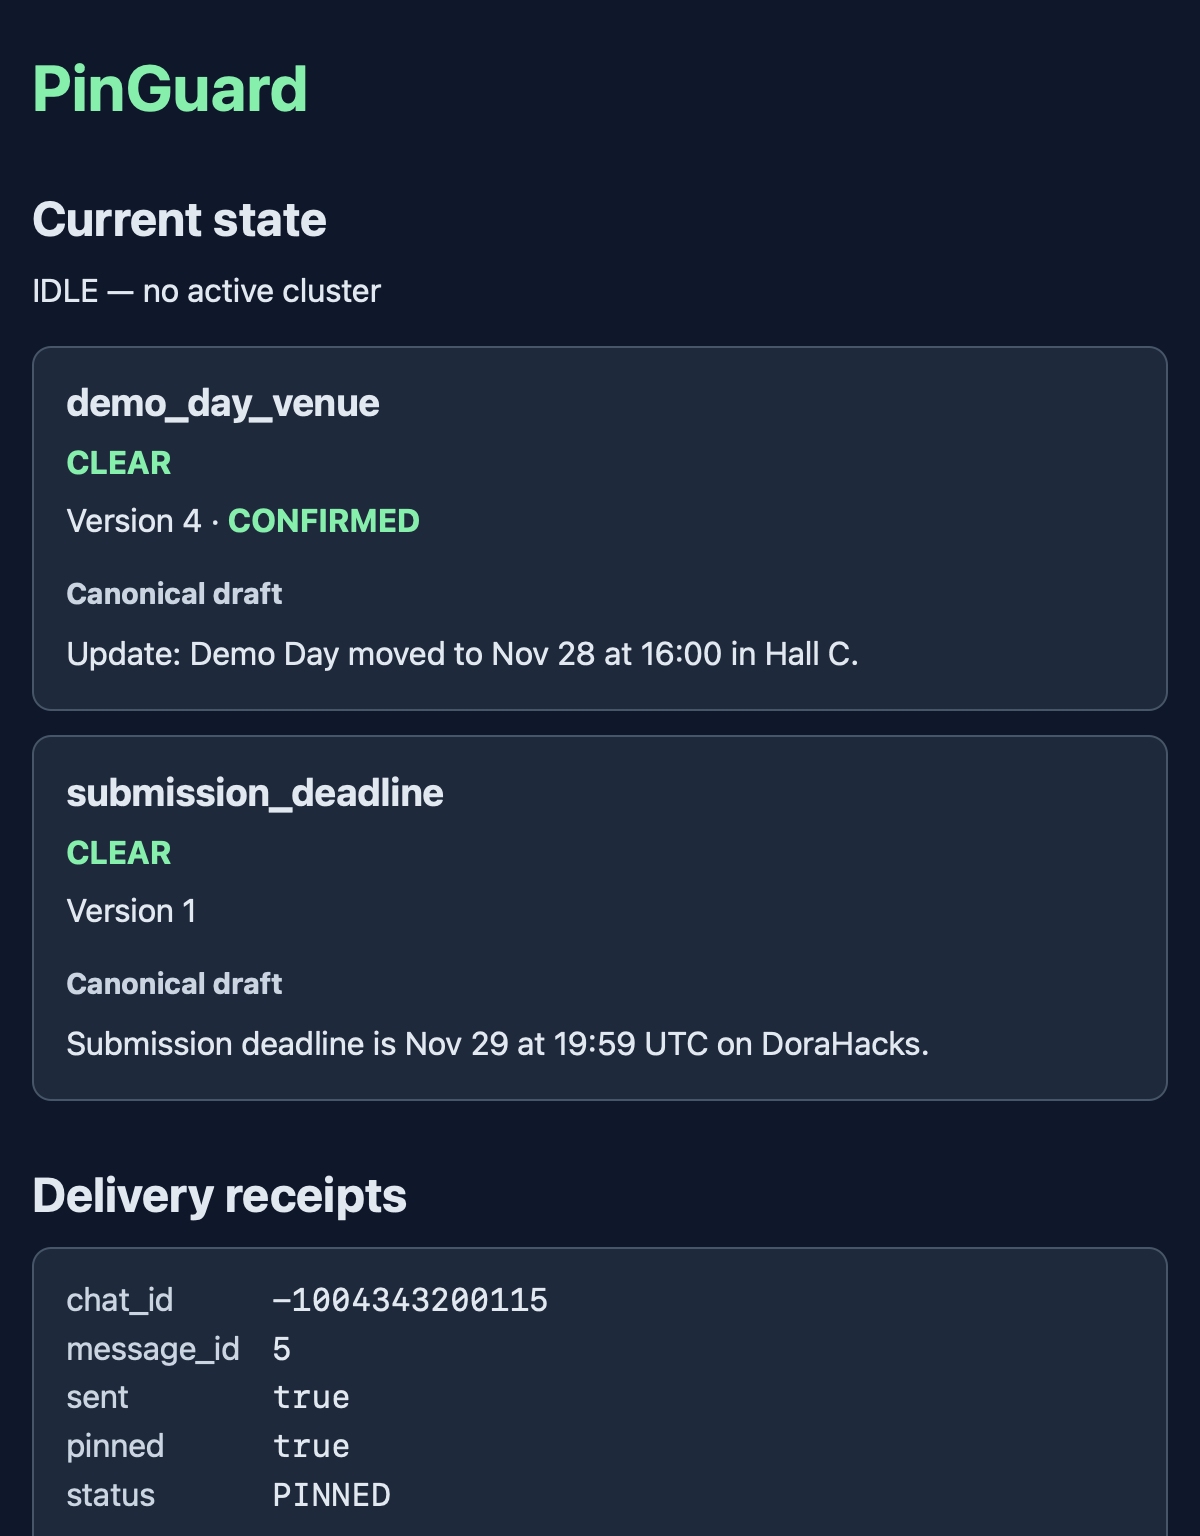 PinGuard
Current state
IDLE — no active cluster
demo_day_venue
CLEAR
Version 4 · CONFIRMED
Canonical draft
Update: Demo Day moved to Nov 28 at 16:00 in Hall C.
submission_deadline
CLEAR
Version 1
Canonical draft
Submission deadline is Nov 29 at 19:59 UTC on DoraHacks.
Delivery receipts
chat_id −1004343200115
message_id 5
sent true
pinned true
status PINNED